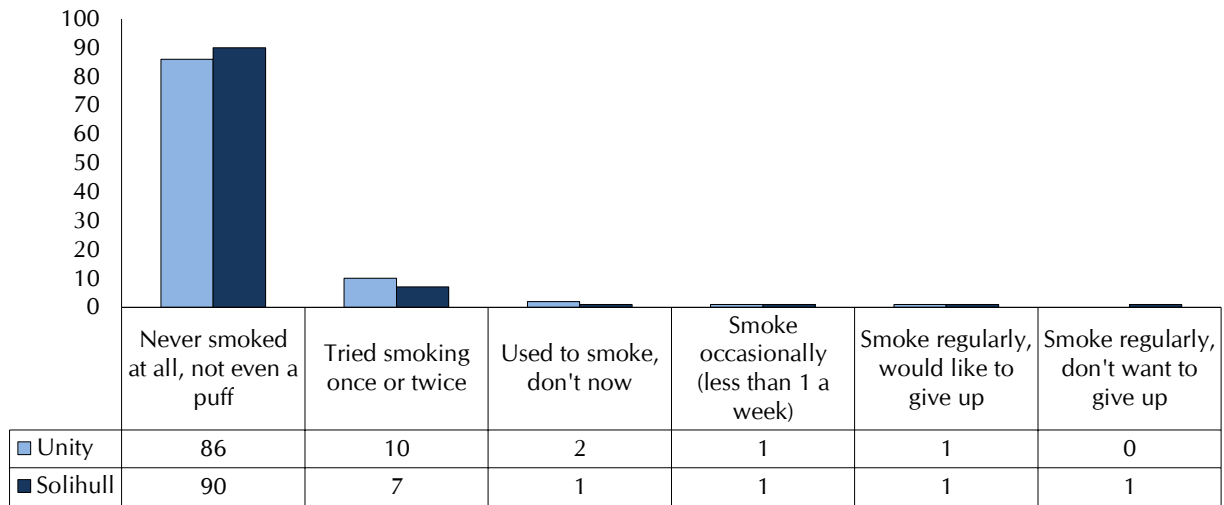 100
90
80
70
60
50
40
30
20
10
0
Never smoked at all, not even a puff
Tried smoking once or twice
Used to smoke, don't now
Smoke occasionally (less than 1 a week)
Smoke regularly, would like to give up
Smoke regularly, don't want to give up
Unity 86 10 2 1 1 0
Solihull 90 7 1 1 1 1